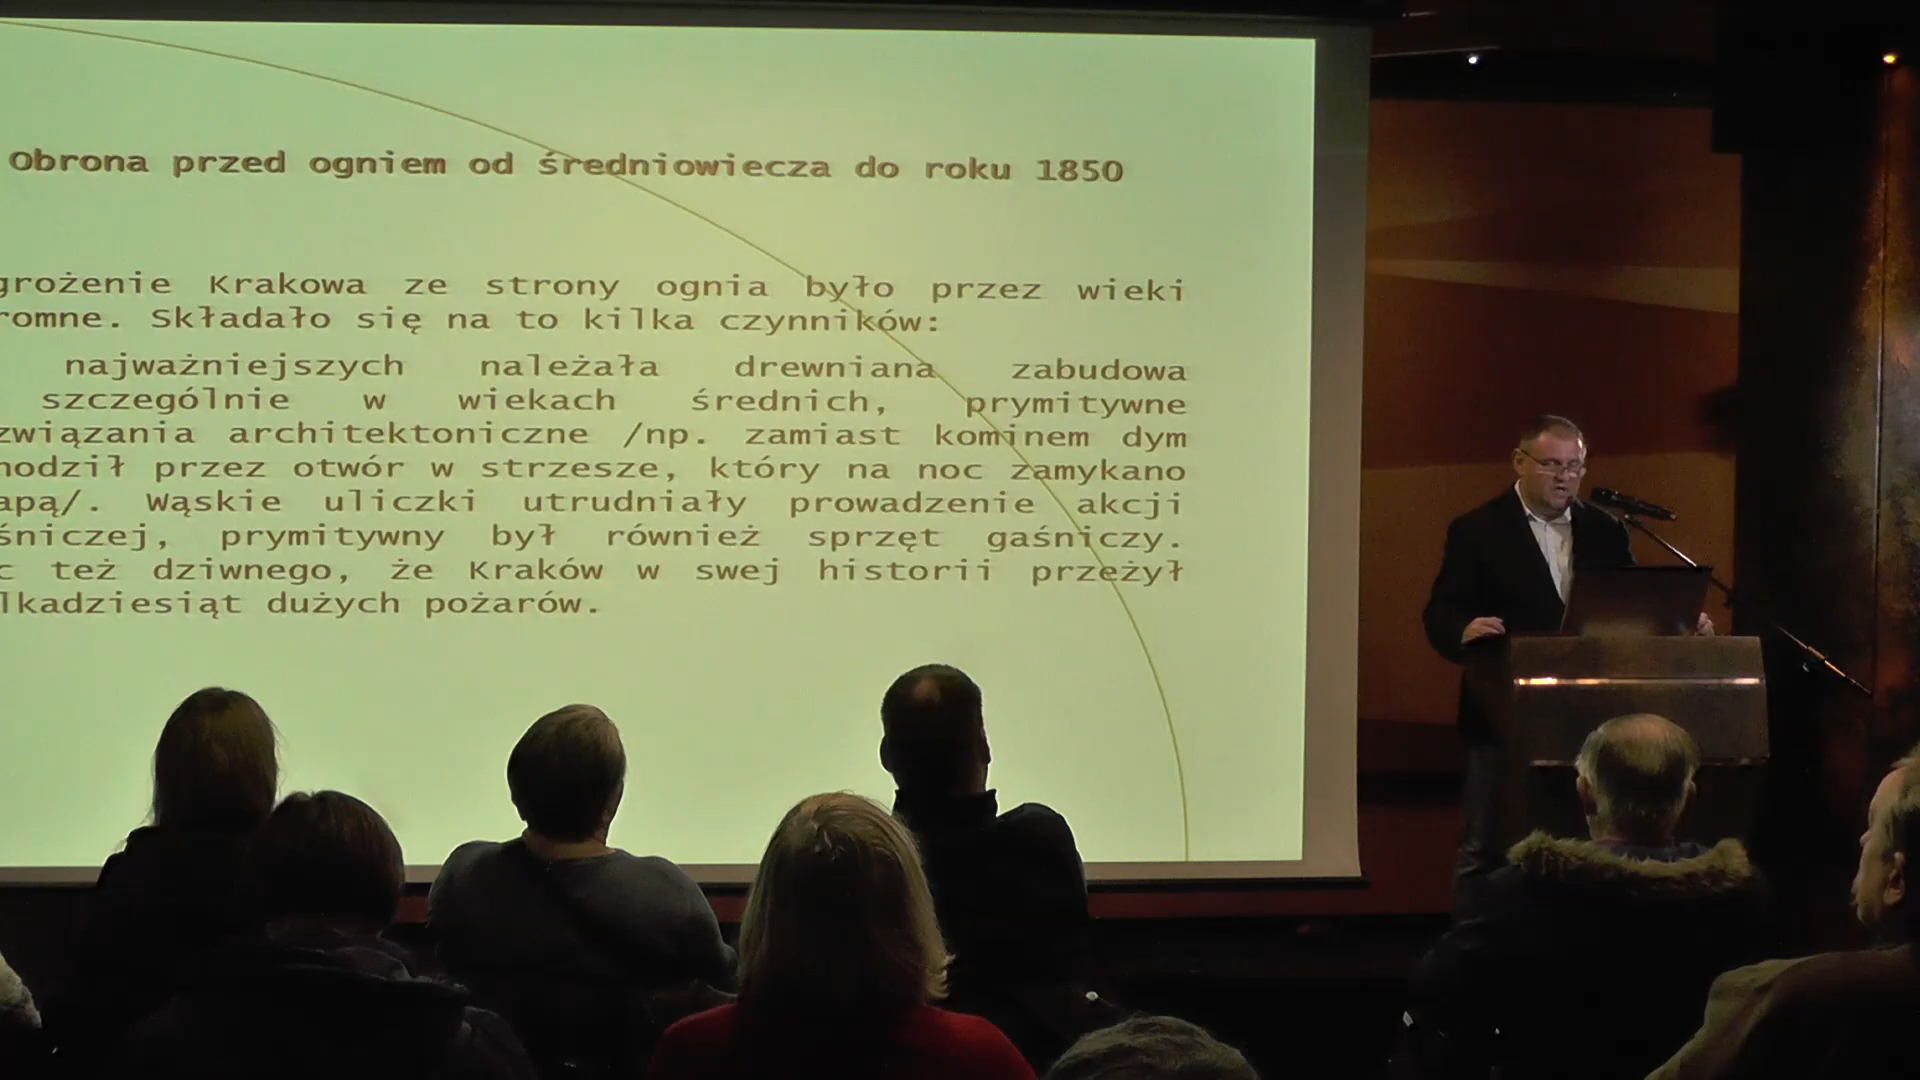 Obrona przed ogniem od średniowiecza do roku 1850
grożenie Krakowa ze strony ognia było przez wieki
romne. Składało się na to kilka czynników:
najważniejszych należała drewniana zabudowa
szczególnie w wiekach średnich, prymitywne
związania architektoniczne /np. zamiast kominem dym
hodził przez otwór w strzesze, który na noc zamykano
apą/. Wąskie uliczki utrudniały prowadzenie akcji
śniczej, prymitywny był również sprzęt gaśniczy.
c też dziwnego, że Kraków w swej historii przeżył
lkadziesiąt dużych pożarów.